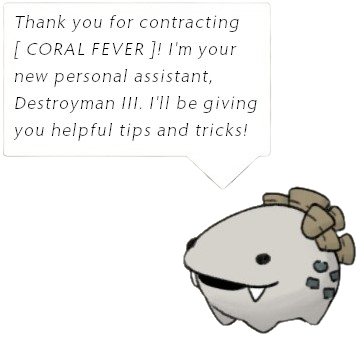 Thank you for contracting
[ CORAL FEVER ]! I'm your
new personal assistant,
Destroyman III. I'll be giving
you helpful tips and tricks!